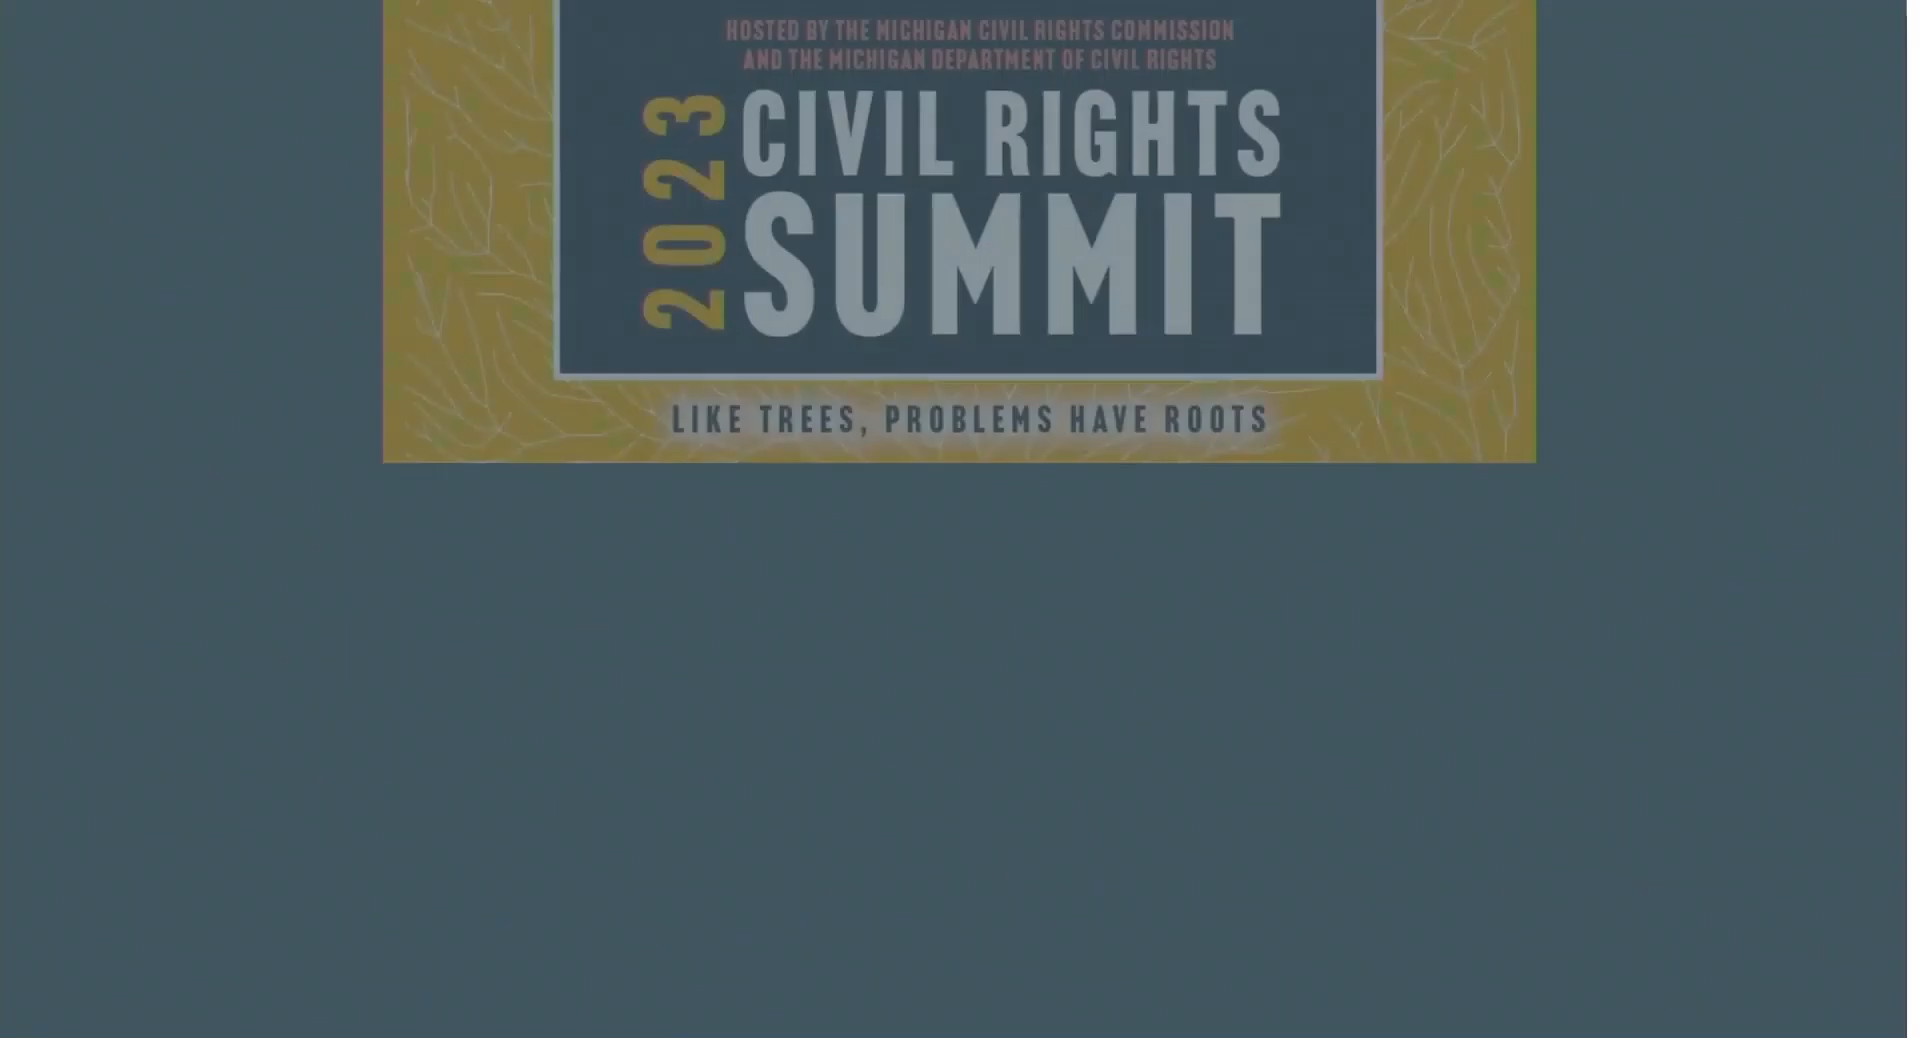 HOSTED BY THE MICHIGAN CIVIL RIGHTS COMMISSION
AND THE MICHIGAN DEPARTMENT OF CIVIL RIGHTS
2023
CIVIL RIGHTS
SUMMIT
LIKE TREES, PROBLEMS HAVE ROOTS